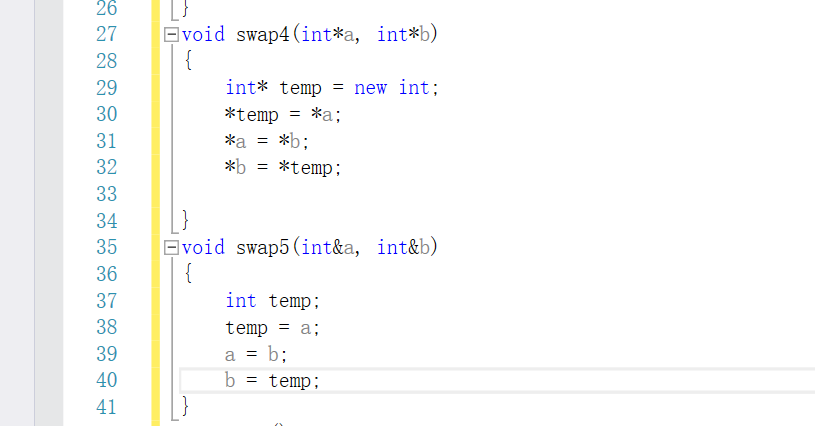 26 }
27 void swap4(int*a, int*b)
28 {
29 int* temp = new int;
30 *temp = *a;
31 *a = *b;
32 *b = *temp;
33
34 }
35 void swap5(int&a, int&b)
36 {
37 int temp;
38 temp = a;
39 a = b;
40 b = temp;
41 }